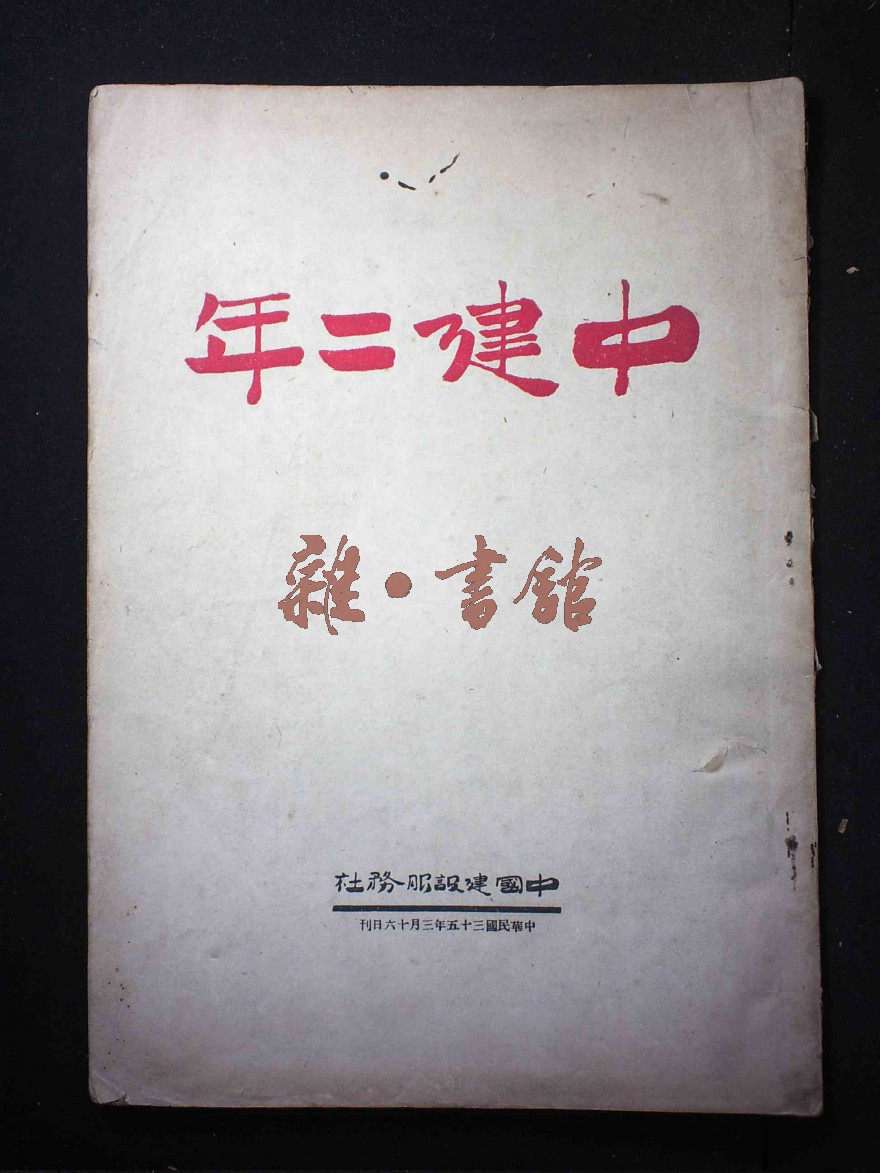 中建二年
雜·書館
中國建設服務社
中華民國三十五年三月十六日刊